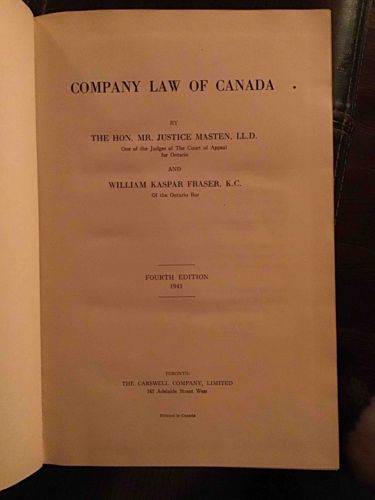 COMPANY LAW OF CANADA
BY
THE HON. MR. JUSTICE MASTEN, LL.D.
One of the Judges of The Court of Appeal
for Ontario
AND
WILLIAM KASPAR FRASER, K.C.
Of the Ontario Bar
FOURTH EDITION
1941
TORONTO:
THE CARSWELL COMPANY, LIMITED
145 Adelaide Street West
Printed in Canada